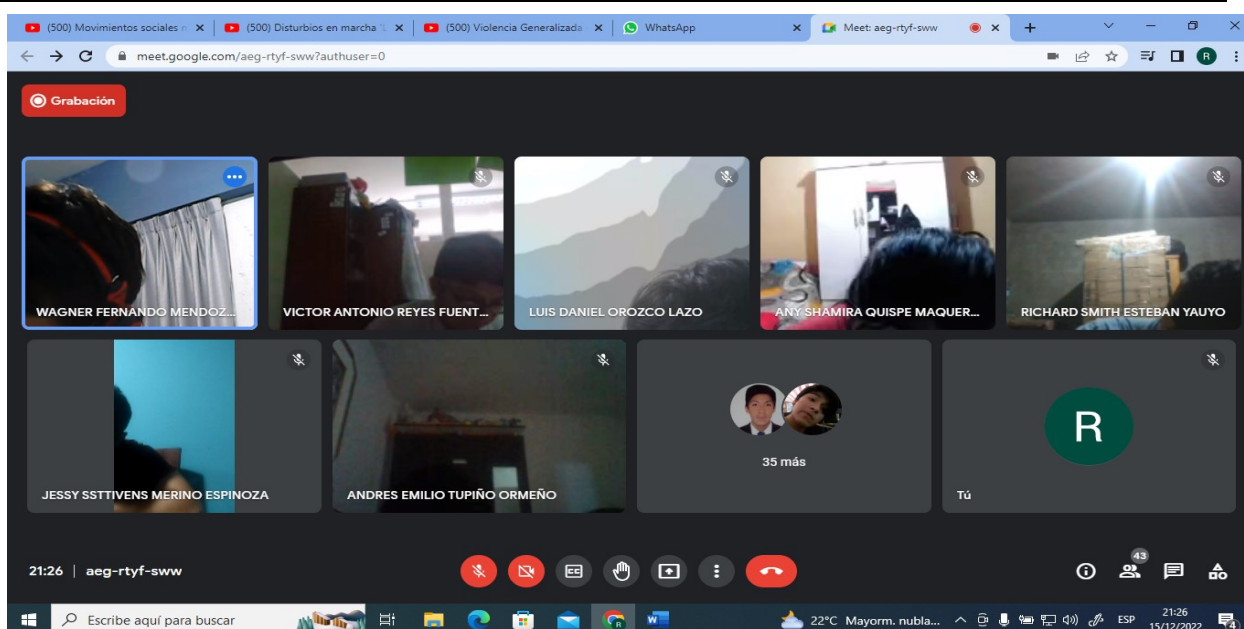 (500) Movimientos sociales n
(500) Disturbios en marcha "L
(500) Violencia Generalizada
WhatsApp
Meet: aeg-rtyf-sww
meet.google.com/aeg-rtyf-sww?authuser=0
R
Grabación
WAGNER FERNANDO MENDOZ...
VICTOR ANTONIO REYES FUENT...
LUIS DANIEL OROZCO LAZO
ANY SHAMIRA QUISPE MAQUER...
RICHARD SMITH ESTEBAN YAUYO
JESSY SSTTIVENS MERINO ESPINOZA
ANDRES EMILIO TUPIÑO ORMEÑO
35 más
R
Tú
21:26 | aeg-rtyf-sww
CC
43
Escribe aquí para buscar
W
22°C Mayorm. nubla...
ESP
21:26
15/12/2022
4